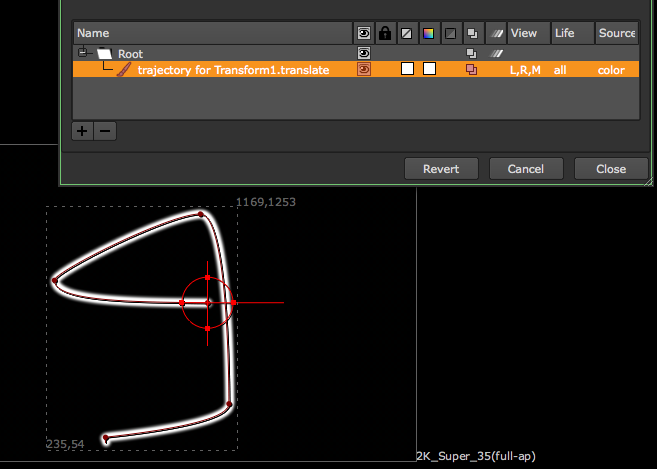 Name View Life Source
Root
trajectory for Transform1.translate L,R,M all color
+ −
Revert Cancel Close
1169,1253
235,54
2K_Super_35(full-ap)